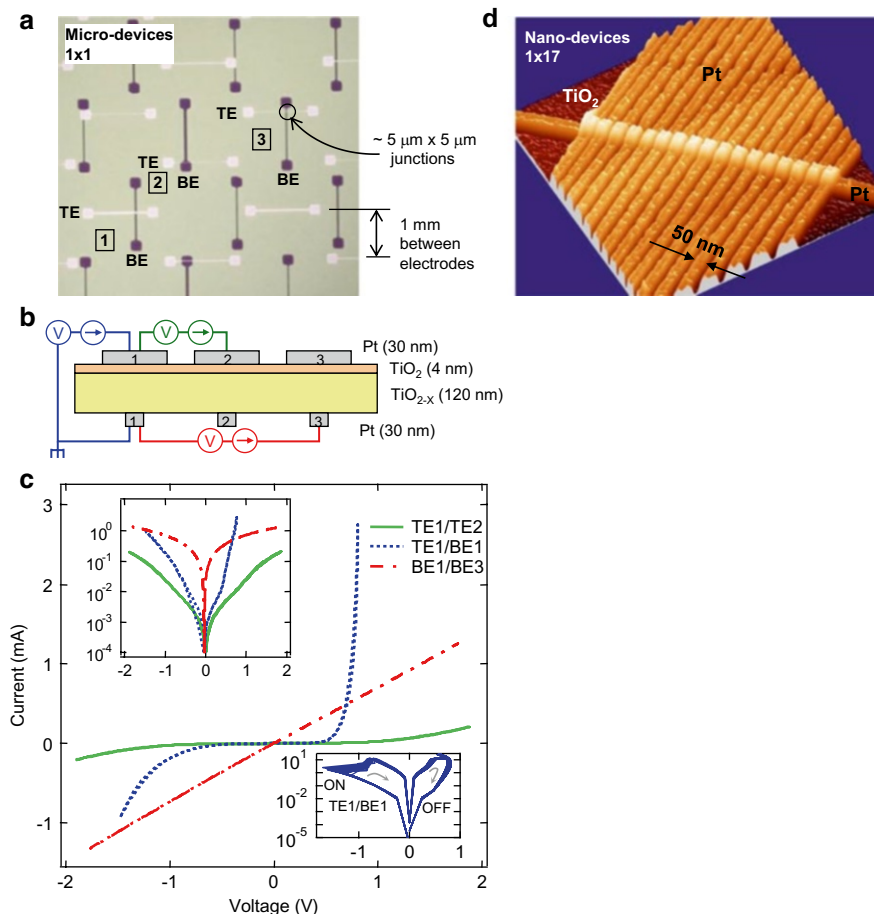 a
Micro-devices
1x1
TE
3
~ 5 µm x 5 µm
junctions
TE
2
BE
BE
TE
1
BE
1 mm
between
electrodes
d
Nano-devices
1x17
Pt
TiO2
Pt
50 nm
b
V
V
1
2
3
Pt (30 nm)
TiO2 (4 nm)
TiO2-X (120 nm)
1
2
3
Pt (30 nm)
V
c
3
2
1
0
-1
Current (mA)
-2
-1
0
1
2
Voltage (V)
TE1/TE2
TE1/BE1
BE1/BE3
10^0
10^-1
10^-2
10^-3
10^-4
-2
-1
0
1
2
10^1
10^-2
10^-5
ON
TE1/BE1
OFF
-1
0
1